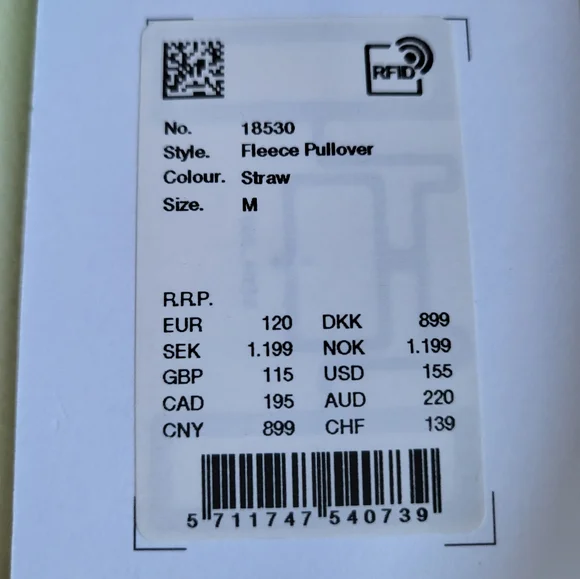 RFID
No. 18530
Style. Fleece Pullover
Colour. Straw
Size. M
R.R.P.
EUR 120 DKK 899
SEK 1.199 NOK 1.199
GBP 115 USD 155
CAD 195 AUD 220
CNY 899 CHF 139
5 711747 540739